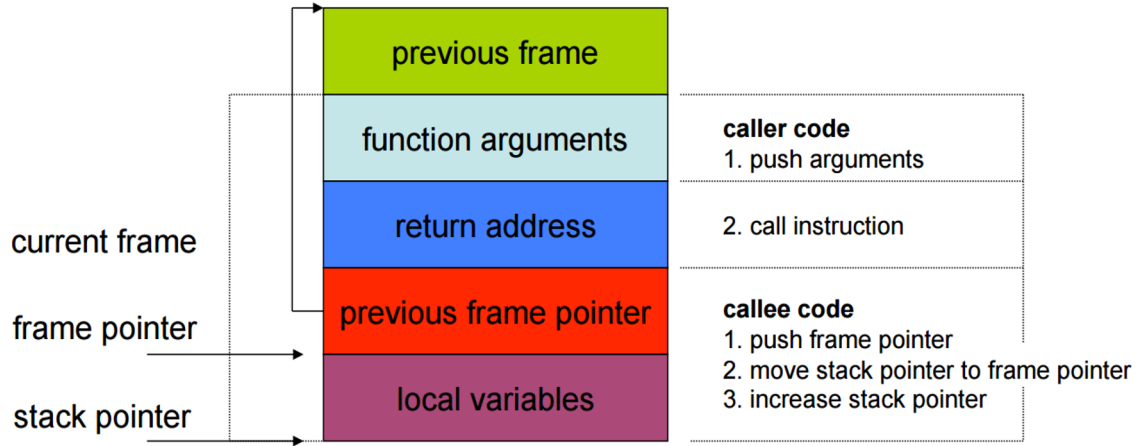 previous frame
function arguments
caller code
1. push arguments
return address
2. call instruction
current frame
previous frame pointer
frame pointer
callee code
1. push frame pointer
2. move stack pointer to frame pointer
3. increase stack pointer
local variables
stack pointer